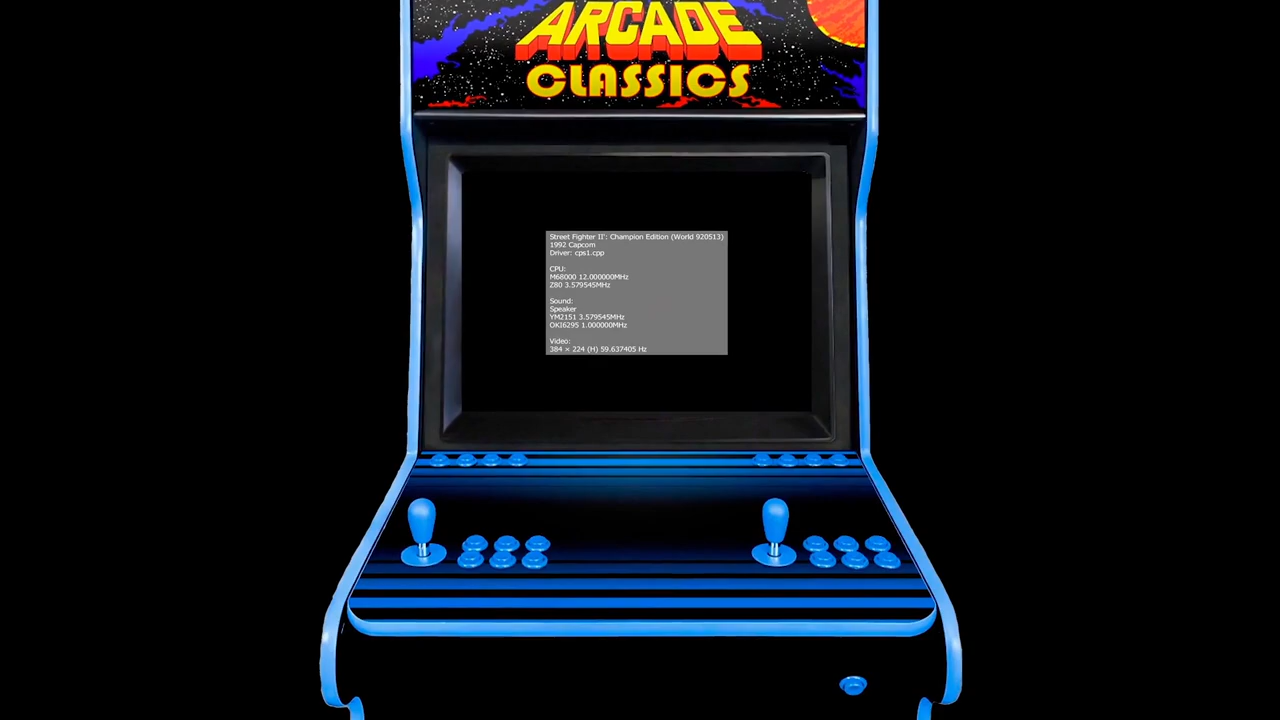 ARCADE
CLASSICS
Street Fighter II': Champion Edition (World 920513)
1992 Capcom
Driver: cps1.cpp
CPU:
M68000 12.000000MHz
Z80 3.579545MHz
Sound:
Speaker
YM2151 3.579545MHz
OKI6295 1.000000MHz
Video:
384 × 224 (H) 59.637405 Hz